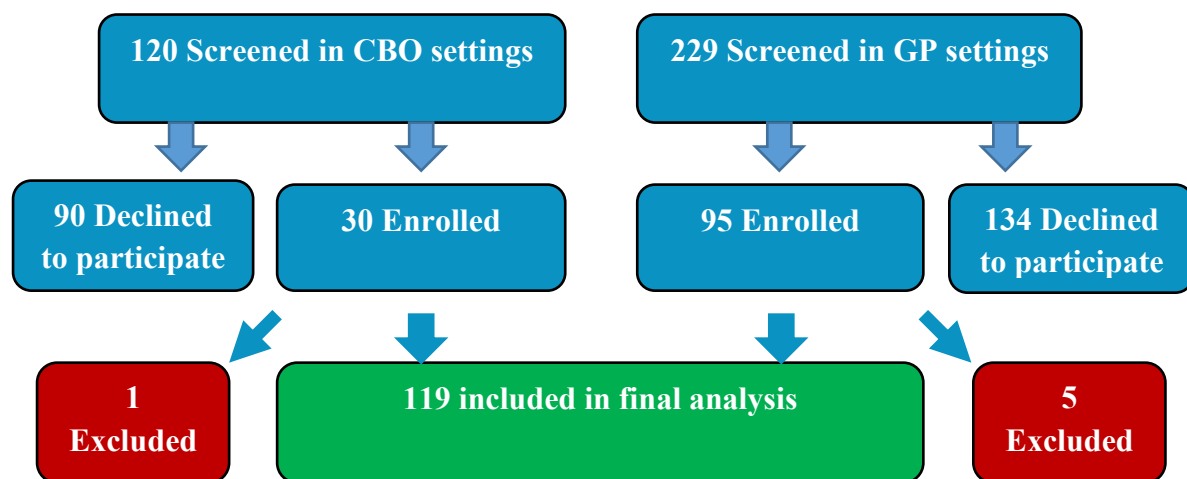 120 Screened in CBO settings
229 Screened in GP settings
90 Declined
to participate
30 Enrolled
95 Enrolled
134 Declined
to participate
1
Excluded
119 included in final analysis
5
Excluded